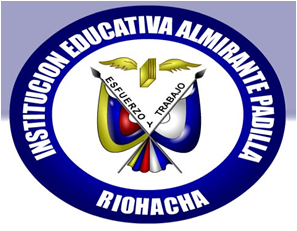 INSTITUCION EDUCATIVA ALMIRANTE PADILLA
ESFUERZO Y TRABAJO
RIOHACHA